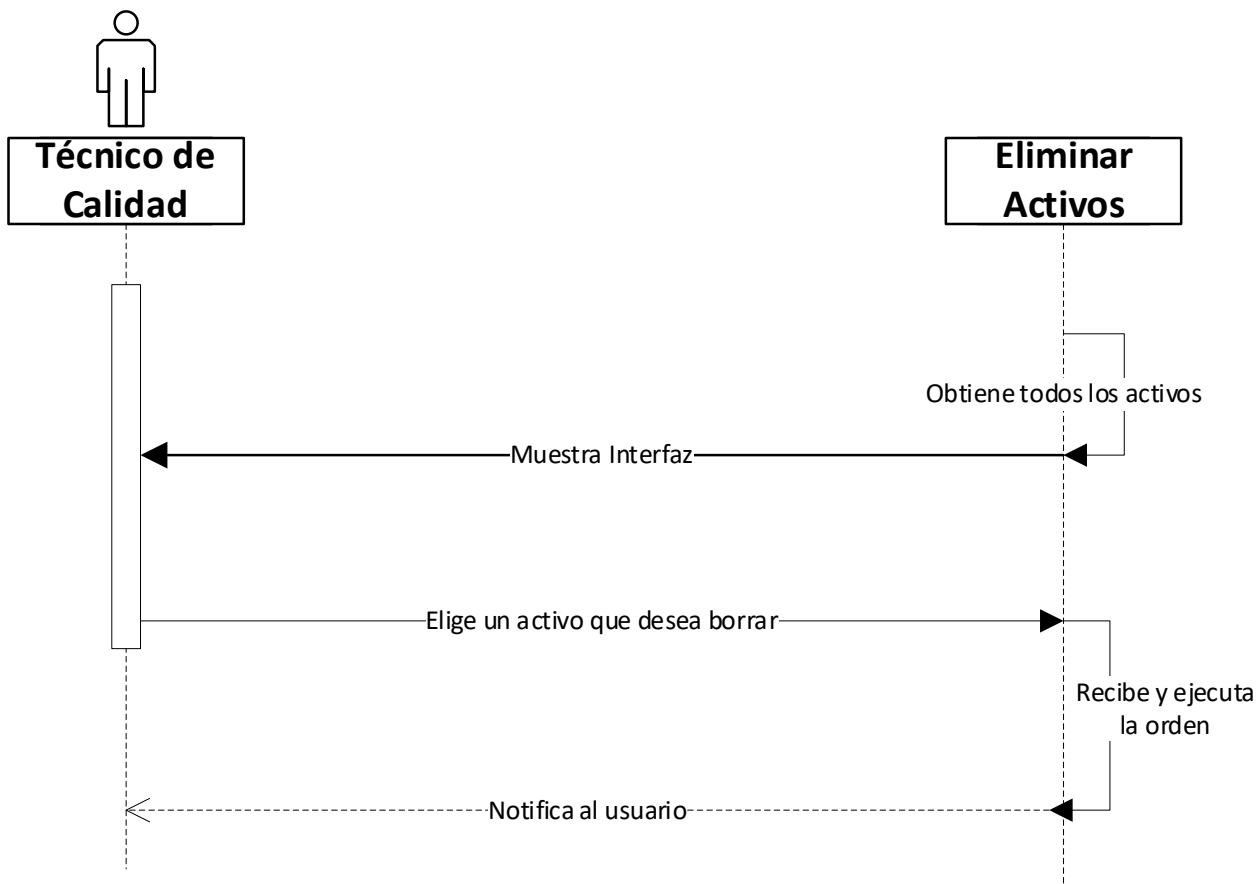 Técnico de
Calidad
Eliminar
Activos
Obtiene todos los activos
Muestra Interfaz
Elige un activo que desea borrar
Recibe y ejecuta
la orden
Notifica al usuario